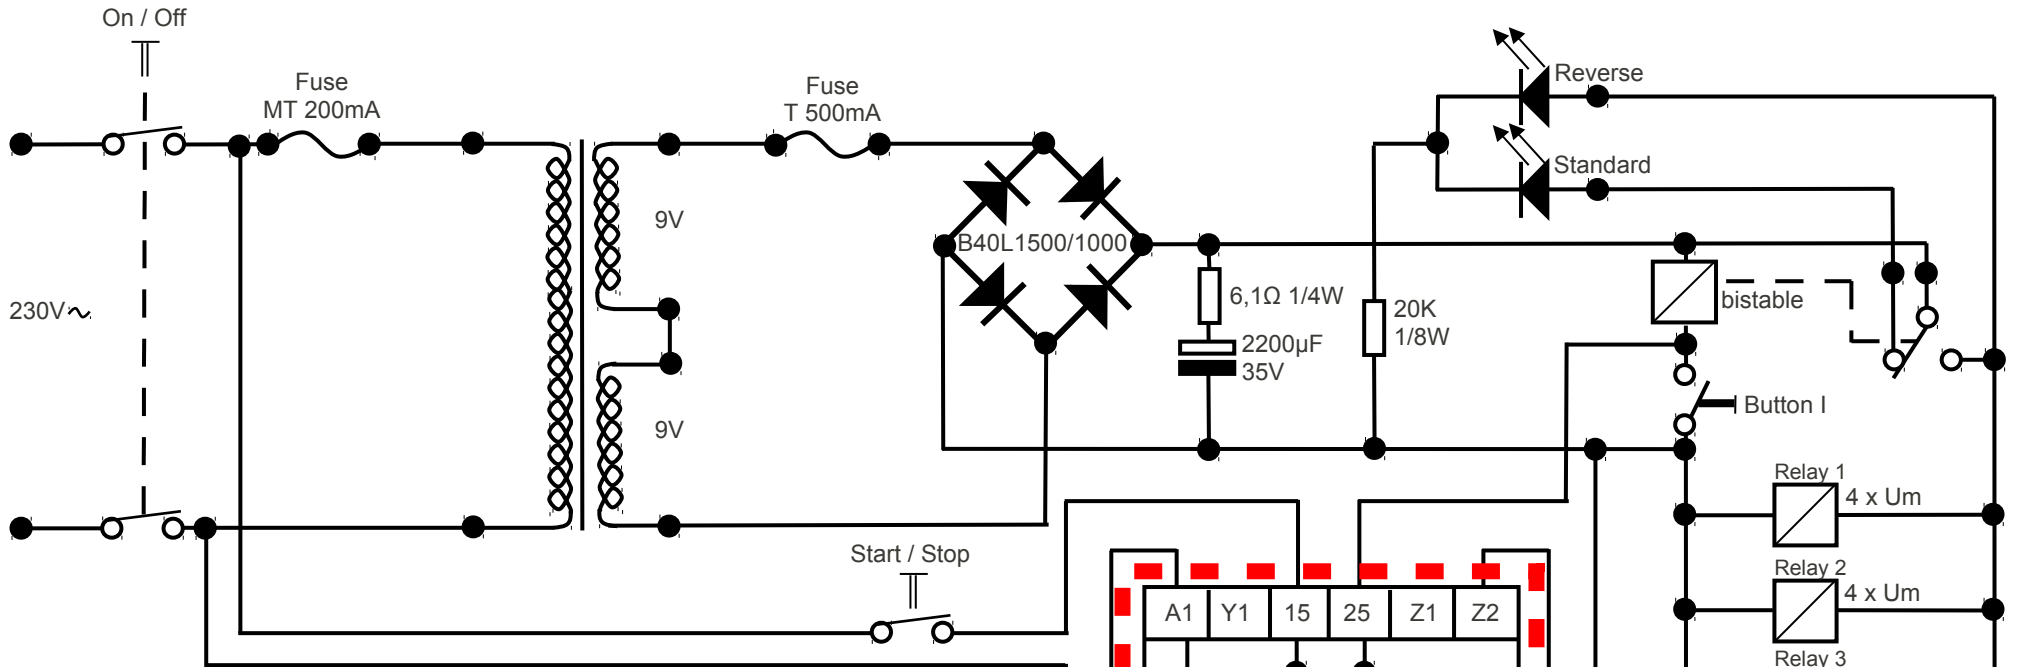 On / Off
Fuse
MT 200mA
Fuse
T 500mA
Reverse
Standard
9V
B40L1500/1000
230V~
6,1Ω 1/4W
2200µF
35V
20K
1/8W
bistable
Button I
9V
Relay 1
4 x Um
Start / Stop
Relay 2
4 x Um
A1 Y1 15 25 Z1 Z2
Relay 3